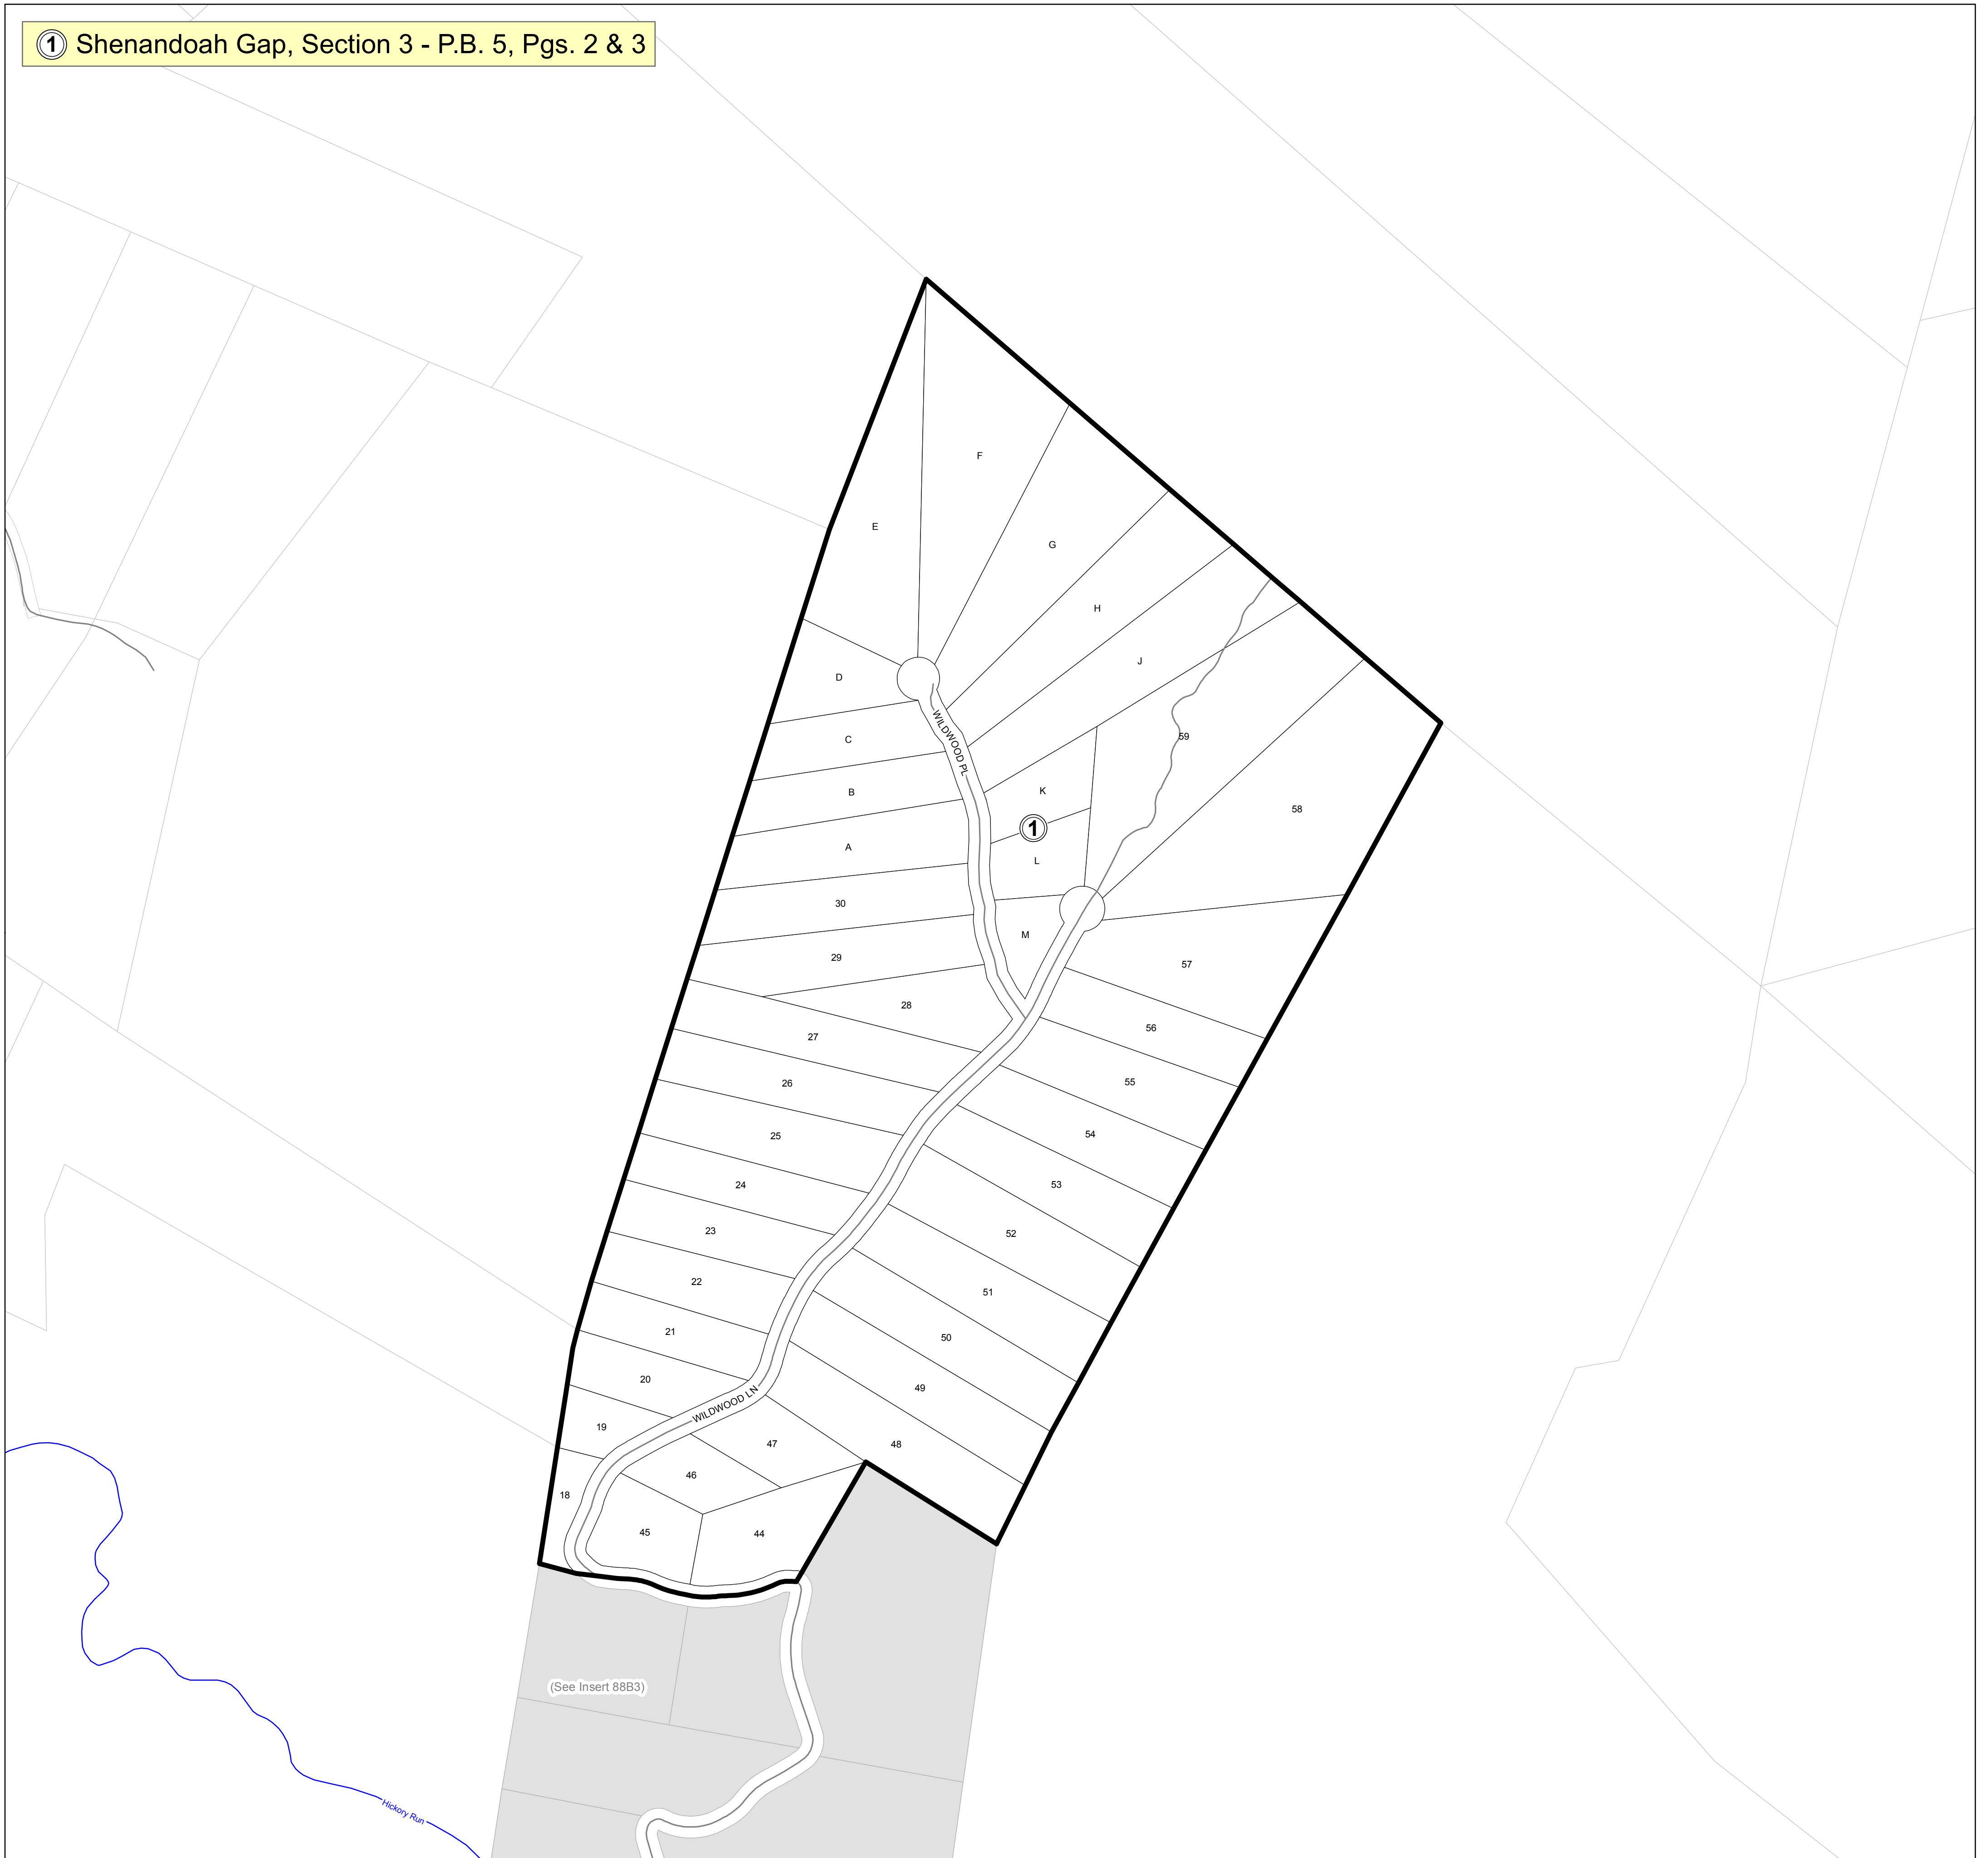 1 Shenandoah Gap, Section 3 - P.B. 5, Pgs. 2 & 3
F
E
G
H
J
D
WILDWOOD PL
59
C
K
B
58
1
A
L
30
M
29
57
28
56
27
26
55
54
25
24
53
23
52
22
51
21
50
20
49
WILDWOOD LN
19
47
48
46
18
45
44
(See Insert 88B3)
Hickory Run